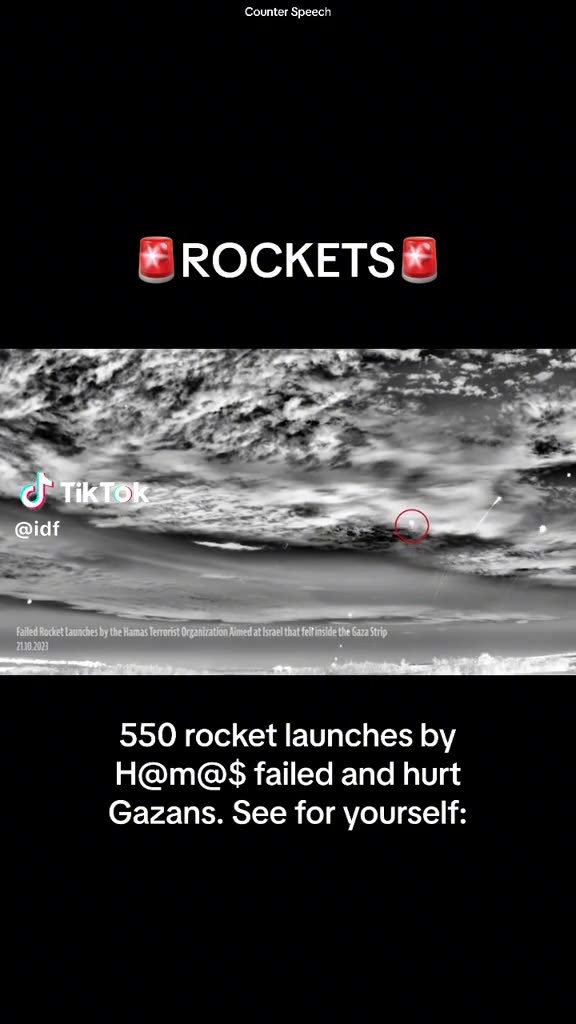 Counter Speech
🚨ROCKETS🚨
TikTok
@idf
Failed Rocket Launches by the Hamas Terrorist Organization Aimed at Israel that fell inside the Gaza Strip
21.10.2023
550 rocket launches by
H@m@$ failed and hurt
Gazans. See for yourself: